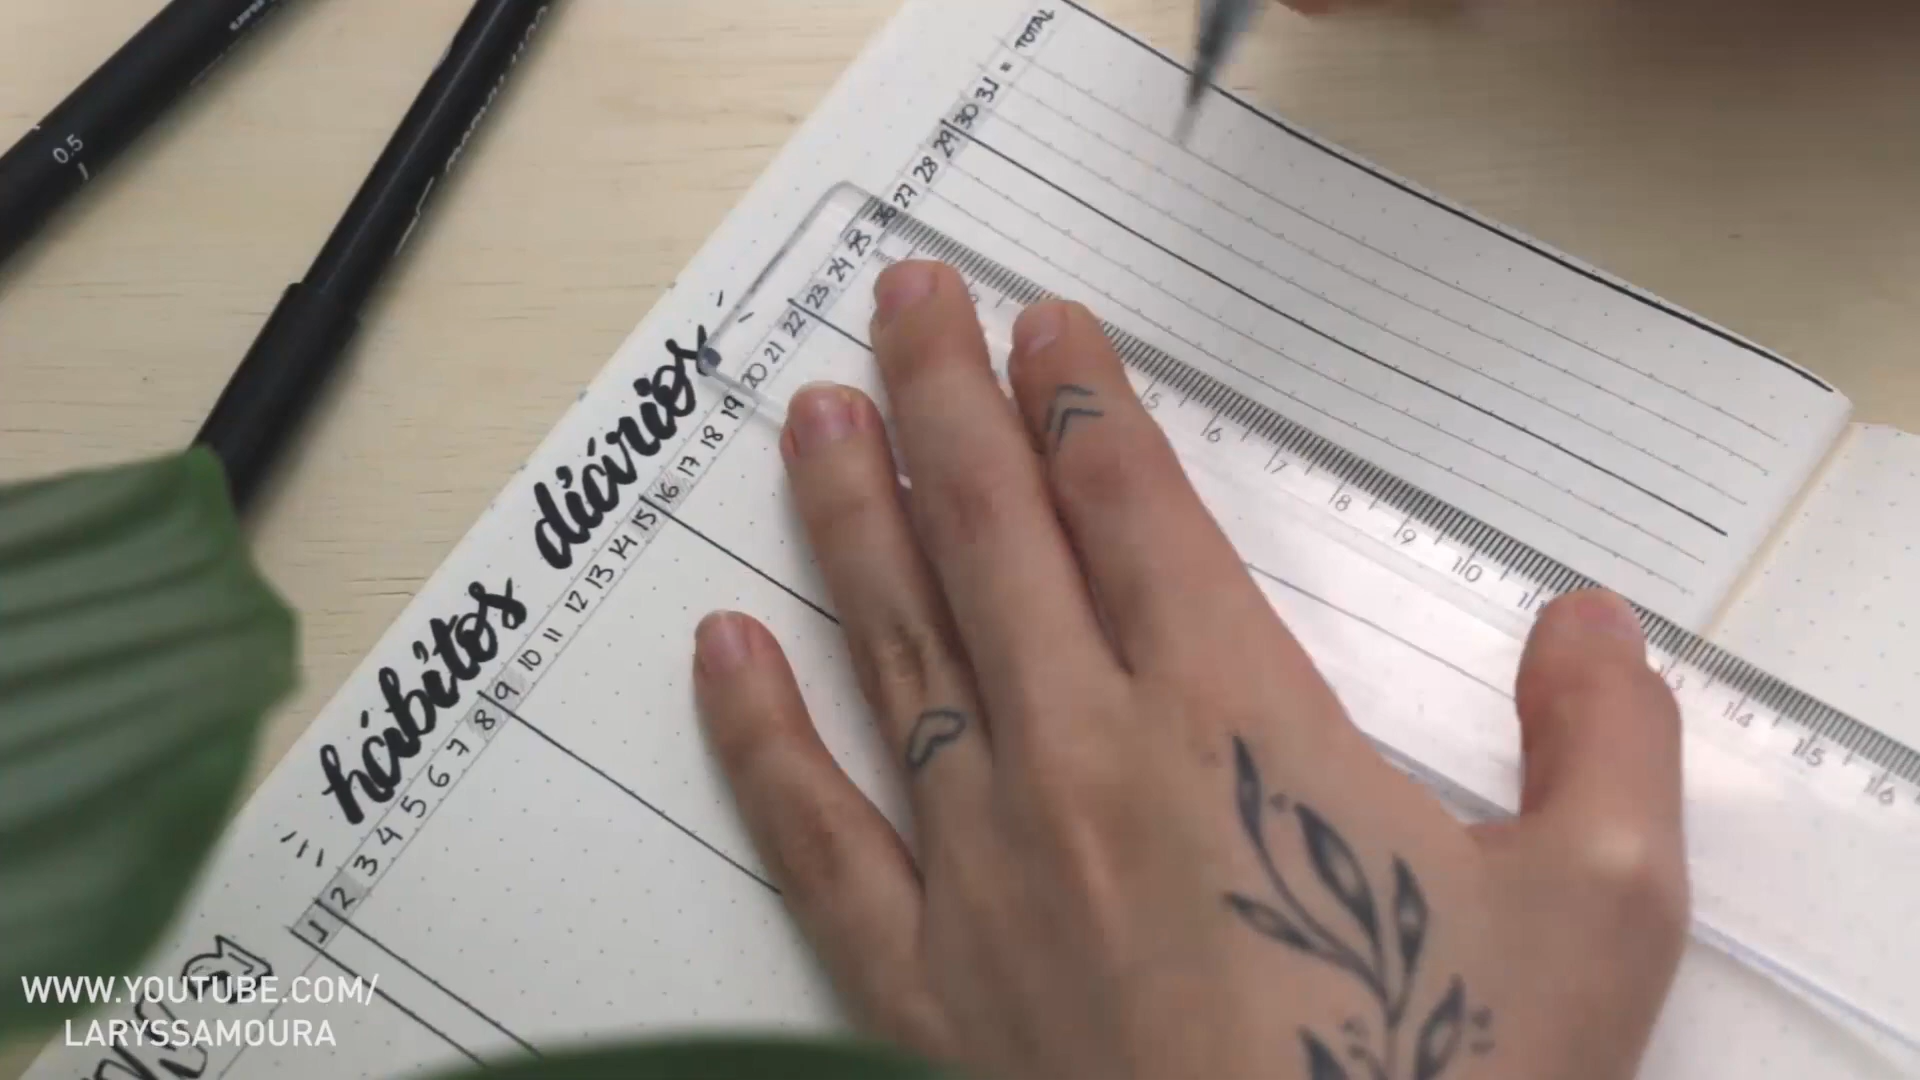 0.5
hábitos diários
1 2 3 4 5 6 7 8 9 10 11 12 13 14 15 16 17 18 19 20 21 22 23 24 25 26 27 28 29 30 31 = TOTAL
5 6 7 8 9 10 11 13 14 15 16
WWW.YOUTUBE.COM/
LARYSSAMOURA